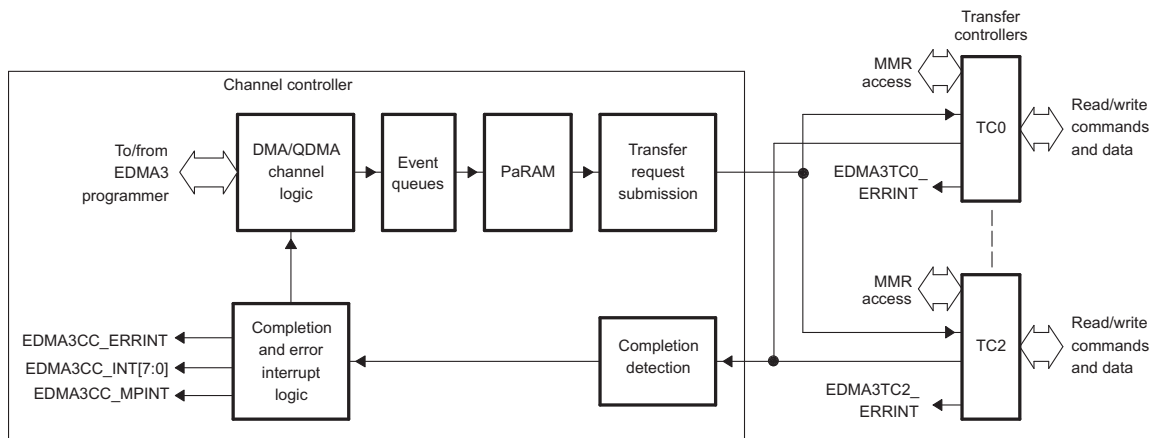 Transfer
controllers
MMR
access
TC0
Read/write
commands
and data
EDMA3TC0_
ERRINT
Channel controller
To/from
EDMA3
programmer
DMA/QDMA
channel
logic
Event
queues
PaRAM
Transfer
request
submission
MMR
access
TC2
Read/write
commands
and data
EDMA3TC2_
ERRINT
EDMA3CC_ERRINT
EDMA3CC_INT[7:0]
EDMA3CC_MPINT
Completion
and error
interrupt
logic
Completion
detection